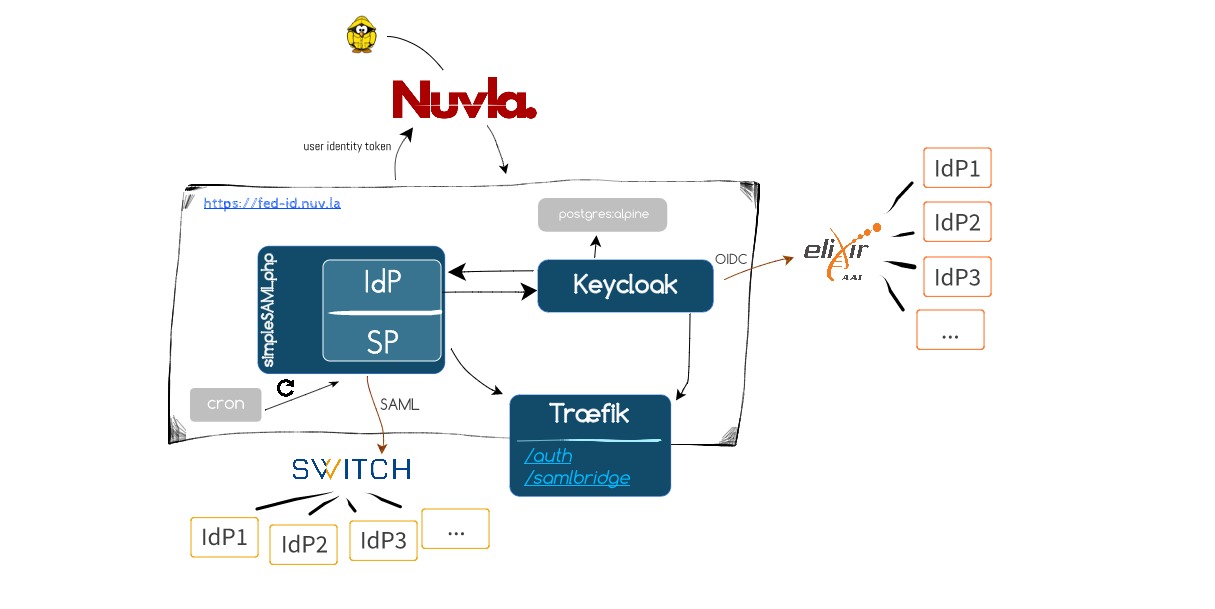 Nuvla.
user identity token
https://fed-id.nuv.la
postgres:alpine
simpleSAMLphp
IdP
SP
Keycloak
OIDC
elixir
AAI
IdP1
IdP2
IdP3
...
cron
SAML
Træfik
/auth
/samlbridge
SWITCH
IdP1
IdP2
IdP3
...